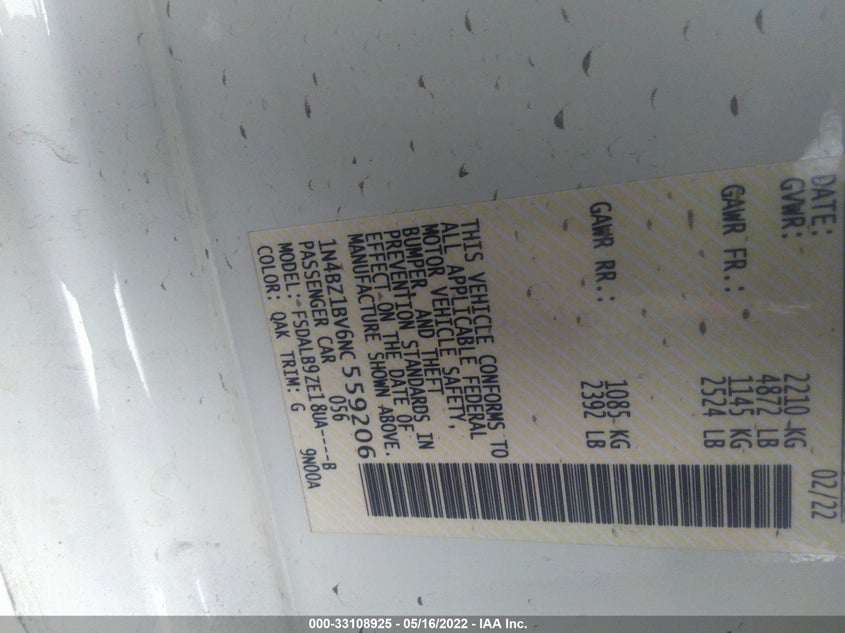 DATE: 02/22
GVWR: 2210 KG
4872 LB
GAWR FR.: 1145 KG
2524 LB
GAWR RR.: 1085 KG
2392 LB
THIS VEHICLE CONFORMS TO
ALL APPLICABLE FEDERAL
MOTOR VEHICLE SAFETY,
BUMPER, AND THEFT
PREVENTION STANDARDS IN
EFFECT ON THE DATE OF
MANUFACTURE SHOWN ABOVE.
1N4BZ1BV6NC559206
PASSENGER CAR 056
MODEL: FSDALB9ZE18UA----B
COLOR: QAK TRIM: G 9N00A
000-33108925 - 05/16/2022 - IAA Inc.